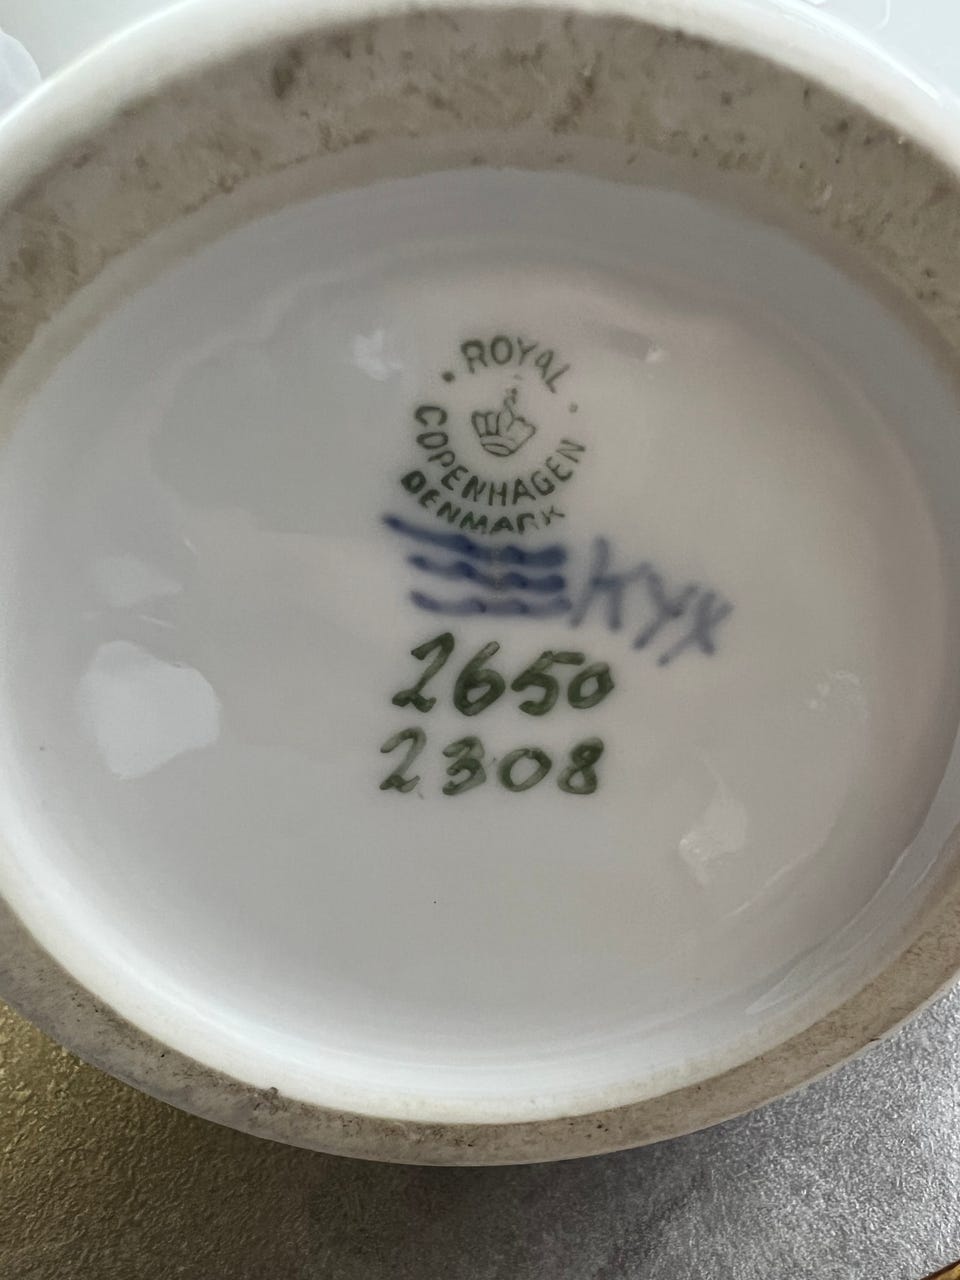 ROYAL
COPENHAGEN
DENMARK
KYX
2650
2308